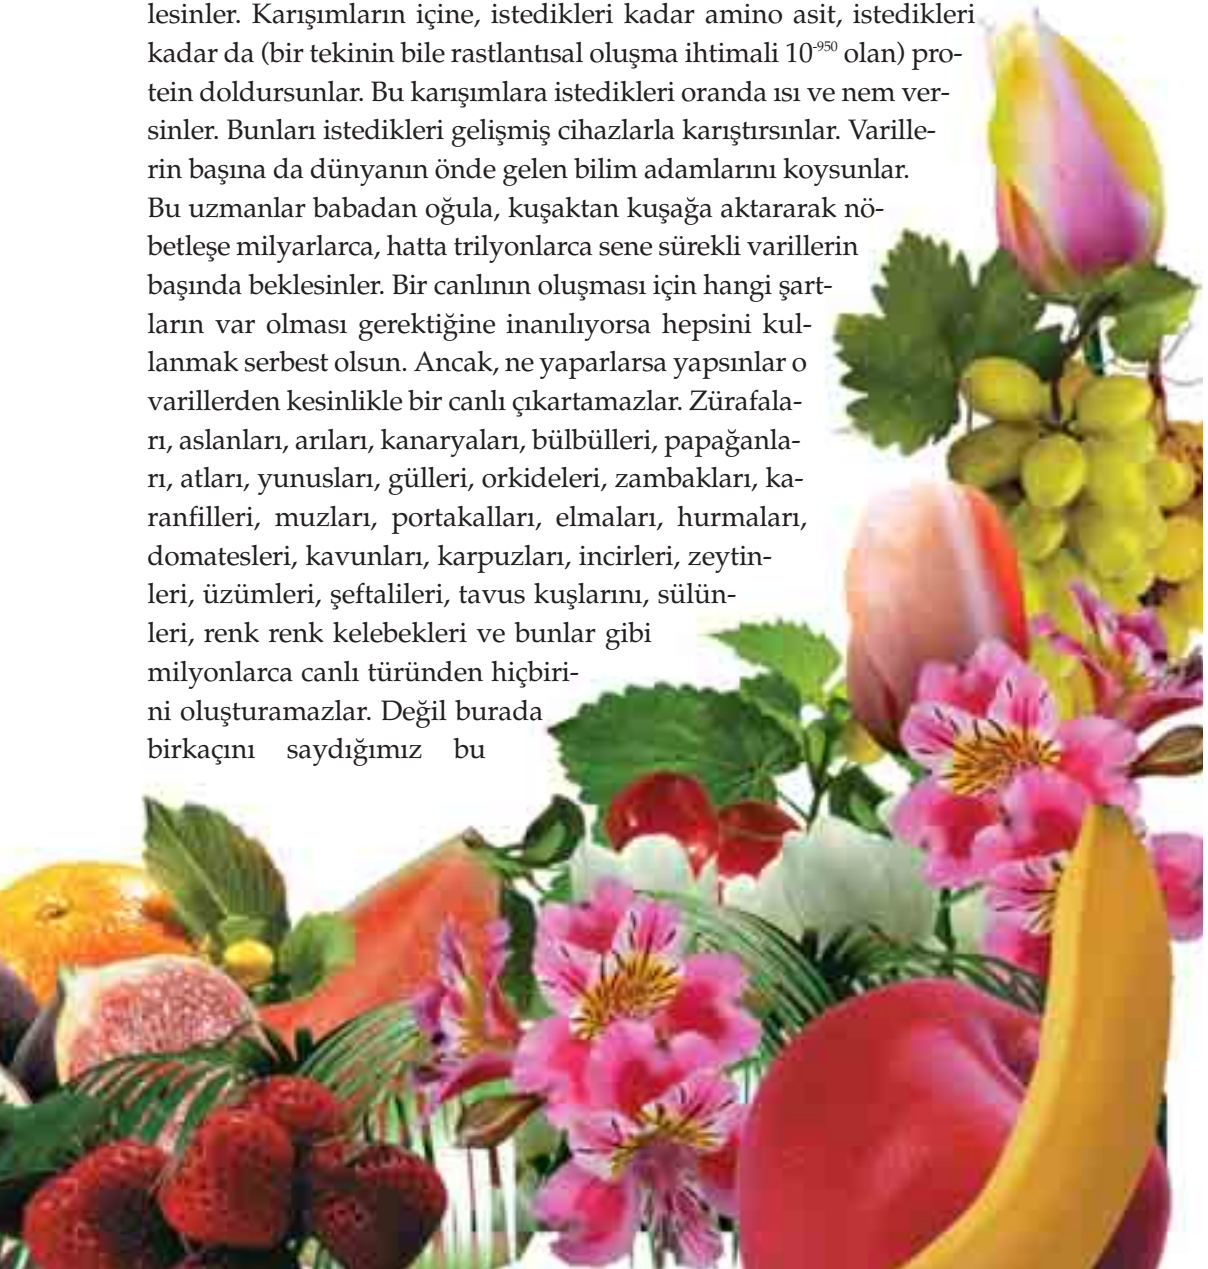 lesinler. Karışımların içine, istedikleri kadar amino asit, istedikleri
kadar da (bir tekinin bile rastlantısal oluşma ihtimali 10⁻⁹⁵⁰ olan) pro-
tein doldursunlar. Bu karışımlara istedikleri oranda ısı ve nem ver-
sinler. Bunları istedikleri gelişmiş cihazlarla karıştırsınlar. Varille-
rin başına da dünyanın önde gelen bilim adamlarını koysunlar.
Bu uzmanlar babadan oğula, kuşaktan kuşağa aktararak nö-
betleşe milyarlarca, hatta trilyonlarca sene sürekli varillerin
başında beklesinler. Bir canlının oluşması için hangi şart-
ların var olması gerektiğine inanılıyorsa hepsini kul-
lanmak serbest olsun. Ancak, ne yaparlarsa yapsınlar o
varillerden kesinlikle bir canlı çıkartamazlar. Zürafala-
rı, aslanları, arıları, kanaryaları, bülbülleri, papağanla-
rı, atları, yunusları, gülleri, orkideleri, zambakları, ka-
ranfilleri, muzları, portakalları, elmaları, hurmaları,
domatesleri, kavunları, karpuzları, incirleri, zeytin-
leri, üzümleri, şeftalileri, tavus kuşlarını, sülün-
leri, renk renk kelebekleri ve bunlar gibi
milyonlarca canlı türünden hiçbiri-
ni oluşturamazlar. Değil burada
birkaçını saydığımız bu